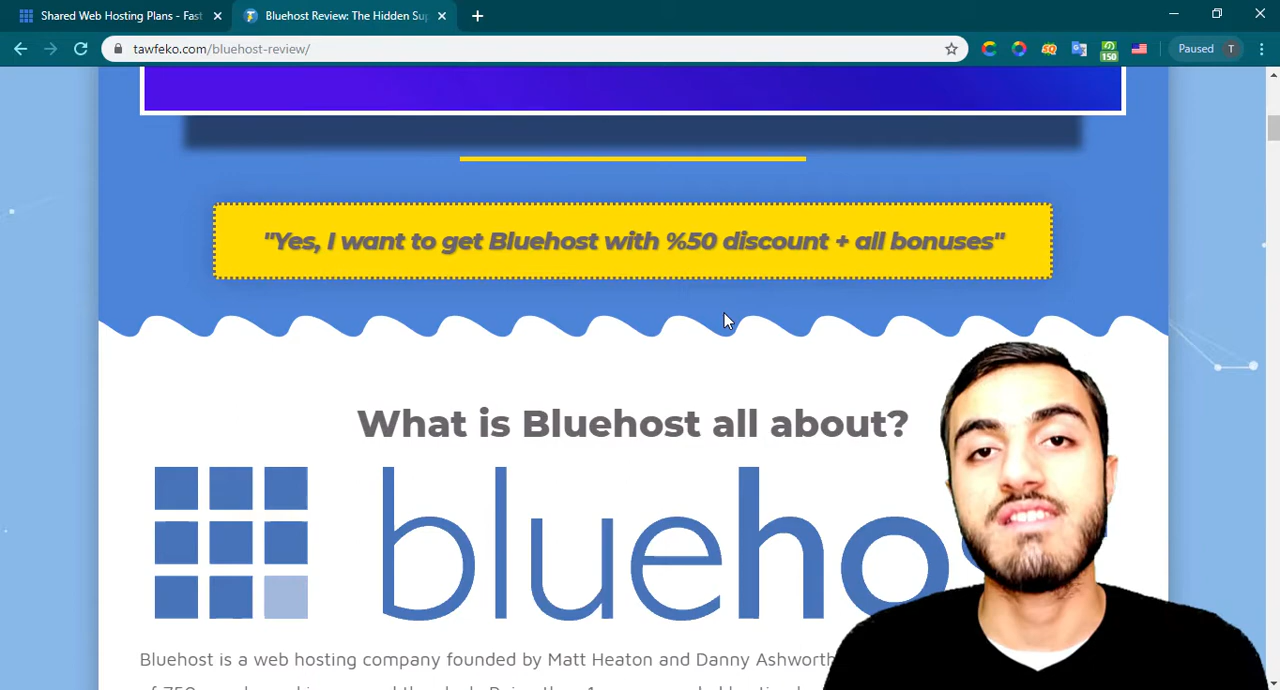 Shared Web Hosting Plans - Fast
Bluehost Review: The Hidden Sup
tawfeko.com/bluehost-review/
150
Paused T
"Yes, I want to get Bluehost with %50 discount + all bonuses"
What is Bluehost all about?
blueho
Bluehost is a web hosting company founded by Matt Heaton and Danny Ashworth